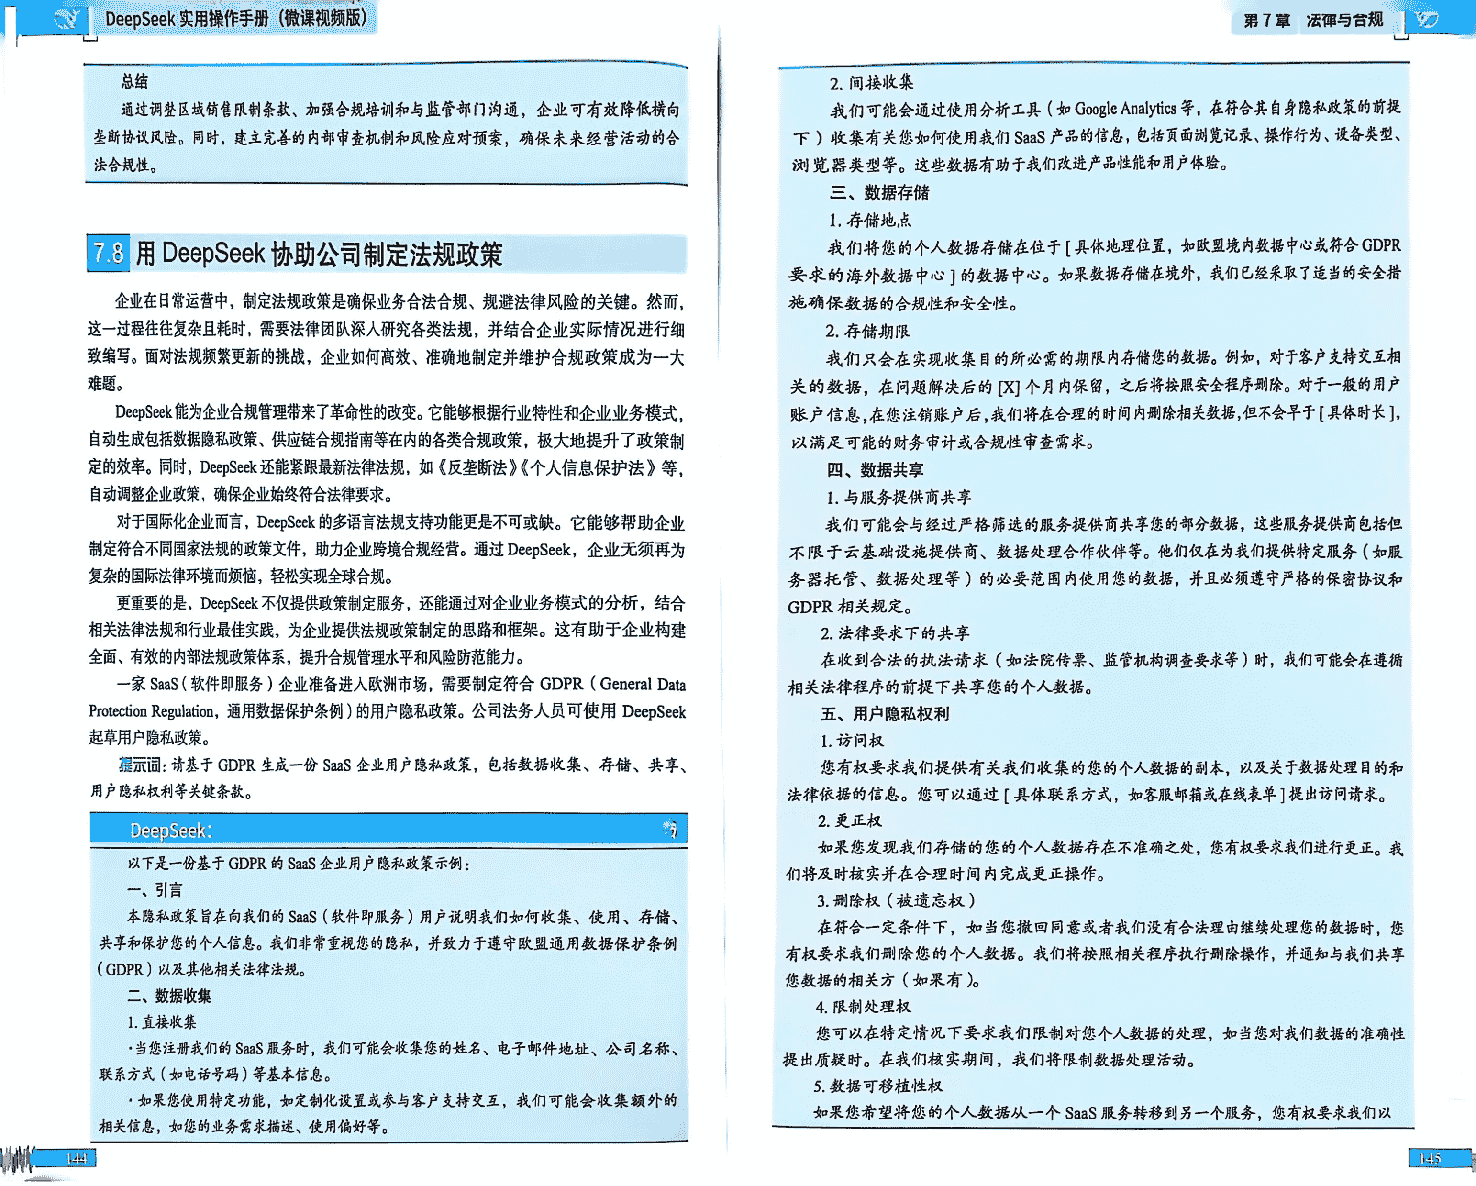 DeepSeek 实用操作手册（微课视频版）
总结
通过调整区域销售限制条款、加强合规培训和与监管部门沟通，企业可有效降低横向
垄断协议风险。同时，建立完善的内部审查机制和风险应对预案，确保未来经营活动的合
法合规性。
7.8 用 DeepSeek 协助公司制定法规政策
企业在日常运营中，制定法规政策是确保业务合法合规、规避法律风险的关键。然而，
这一过程往往复杂且耗时，需要法律团队深入研究各类法规，并结合企业实际情况进行细
致编写。面对法规频繁更新的挑战，企业如何高效、准确地制定并维护合规政策成为一大
难题。
DeepSeek 能为企业合规管理带来了革命性的改变。它能够根据行业特性和企业业务模式，
自动生成包括数据隐私政策、供应链合规指南等在内的各类合规政策，极大地提升了政策制
定的效率。同时，DeepSeek 还能紧跟最新法律法规，如《反垄断法》《个人信息保护法》等，
自动调整企业政策，确保企业始终符合法律要求。
对于国际化企业而言，DeepSeek 的多语言法规支持功能更是不可或缺。它能够帮助企业
制定符合不同国家法规的政策文件，助力企业跨境合规经营。通过 DeepSeek，企业无须再为
复杂的国际法律环境而烦恼，轻松实现全球合规。
更重要的是，DeepSeek 不仅提供政策制定服务，还能通过对企业业务模式的分析，结合
相关法律法规和行业最佳实践，为企业提供法规政策制定的思路和框架。这有助于企业构建
全面、有效的内部法规政策体系，提升合规管理水平和风险防范能力。
一家 SaaS（软件即服务）企业准备进入欧洲市场，需要制定符合 GDPR（General Data
Protection Regulation，通用数据保护条例）的用户隐私政策。公司法务人员可使用 DeepSeek
起草用户隐私政策。
提示词：请基于 GDPR 生成一份 SaaS 企业用户隐私政策，包括数据收集、存储、共享、
用户隐私权利等关键条款。
DeepSeek：
以下是一份基于 GDPR 的 SaaS 企业用户隐私政策示例：
一、引言
本隐私政策旨在向我们的 SaaS（软件即服务）用户说明我们如何收集、使用、存储、
共享和保护您的个人信息。我们非常重视您的隐私，并致力于遵守欧盟通用数据保护条例
（GDPR）以及其他相关法律法规。
二、数据收集
1. 直接收集
·当您注册我们的 SaaS 服务时，我们可能会收集您的姓名、电子邮件地址、公司名称、
联系方式（如电话号码）等基本信息。
·如果您使用特定功能，如定制化设置或参与客户支持交互，我们可能会收集额外的
相关信息，如您的业务需求描述、使用偏好等。
144
第 7 章 法律与合规
2. 间接收集
我们可能会通过使用分析工具（如 Google Analytics 等，在符合其自身隐私政策的前提
下）收集有关您如何使用我们 SaaS 产品的信息，包括页面浏览记录、操作行为、设备类型、
浏览器类型等。这些数据有助于我们改进产品性能和用户体验。
三、数据存储
1. 存储地点
我们将您的个人数据存储在位于 [ 具体地理位置，如欧盟境内数据中心或符合 GDPR
要求的海外数据中心 ] 的数据中心。如果数据存储在境外，我们已经采取了适当的安全措
施确保数据的合规性和安全性。
2. 存储期限
我们只会在实现收集目的所必需的期限内存储您的数据。例如，对于客户支持交互相
关的数据，在问题解决后的 [X] 个月内保留，之后将按照安全程序删除。对于一般的用户
账户信息，在您注销账户后，我们将在合理的时间内删除相关数据，但不会早于 [ 具体时长 ]，
以满足可能的财务审计或合规性审查需求。
四、数据共享
1. 与服务提供商共享
我们可能会与经过严格筛选的服务提供商共享您的部分数据，这些服务提供商包括但
不限于云基础设施提供商、数据处理合作伙伴等。他们仅在为我们提供特定服务（如服
务器托管、数据处理等）的必要范围内使用您的数据，并且必须遵守严格的保密协议和
GDPR 相关规定。
2. 法律要求下的共享
在收到合法的执法请求（如法院传票、监管机构调查要求等）时，我们可能会在遵循
相关法律程序的前提下共享您的个人数据。
五、用户隐私权利
1. 访问权
您有权要求我们提供有关我们收集的您的个人数据的副本，以及关于数据处理目的和
法律依据的信息。您可以通过 [ 具体联系方式，如客服邮箱或在线表单 ] 提出访问请求。
2. 更正权
如果您发现我们存储的您的个人数据存在不准确之处，您有权要求我们进行更正。我
们将及时核实并在合理时间内完成更正操作。
3. 删除权（被遗忘权）
在符合一定条件下，如当您撤回同意或者我们没有合法理由继续处理您的数据时，您
有权要求我们删除您的个人数据。我们将按照相关程序执行删除操作，并通知与我们共享
您数据的相关方（如果有）。
4. 限制处理权
您可以在特定情况下要求我们限制对您个人数据的处理，如当您对我们数据的准确性
提出质疑时。在我们核实期间，我们将限制数据处理活动。
5. 数据可移植性权
如果您希望将您的个人数据从一个 SaaS 服务转移到另一个服务，您有权要求我们以
145